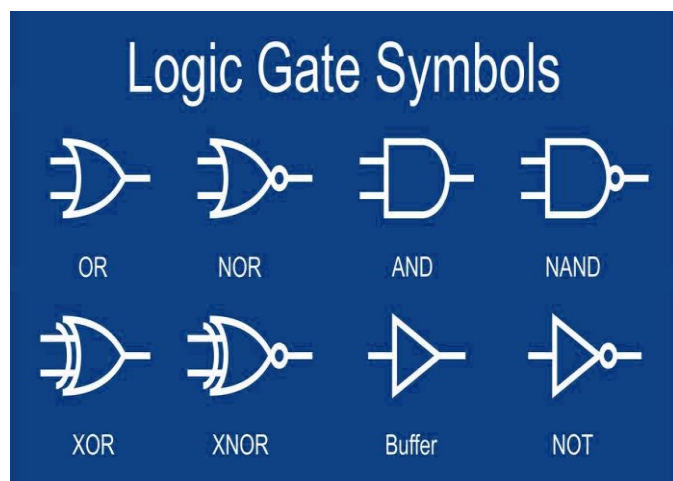 Logic Gate Symbols
OR NOR AND NAND
XOR XNOR Buffer NOT